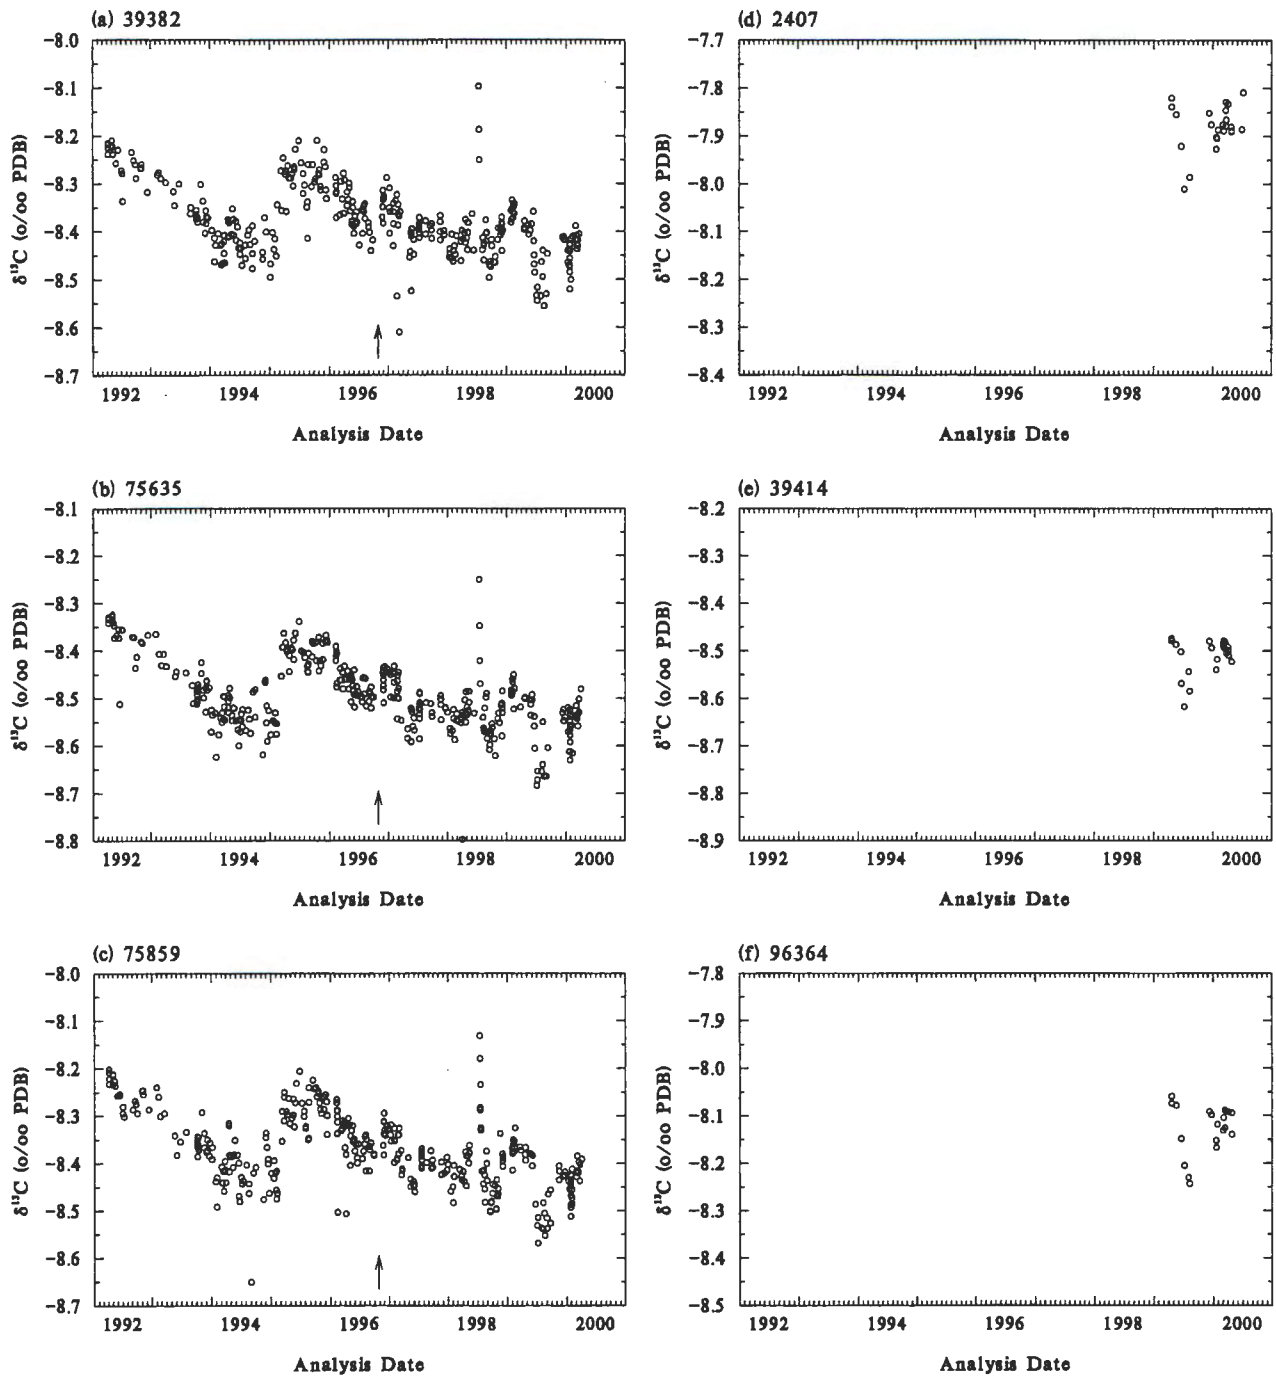 (a) 39382
−8.0
−8.1
−8.2
−8.3
−8.4
−8.5
−8.6
−8.7
δ¹³C (o/oo PDB)
1992 1994 1996 1998 2000
Analysis Date
(d) 2407
−7.7
−7.8
−7.9
−8.0
−8.1
−8.2
−8.3
−8.4
δ¹³C (o/oo PDB)
1992 1994 1996 1998 2000
Analysis Date
(b) 75635
−8.1
−8.2
−8.3
−8.4
−8.5
−8.6
−8.7
−8.8
δ¹³C (o/oo PDB)
1992 1994 1996 1998 2000
Analysis Date
(e) 39414
−8.2
−8.3
−8.4
−8.5
−8.6
−8.7
−8.8
−8.9
δ¹³C (o/oo PDB)
1992 1994 1996 1998 2000
Analysis Date
(c) 75859
−8.0
−8.1
−8.2
−8.3
−8.4
−8.5
−8.6
−8.7
δ¹³C (o/oo PDB)
1992 1994 1996 1998 2000
Analysis Date
(f) 96364
−7.8
−7.9
−8.0
−8.1
−8.2
−8.3
−8.4
−8.5
δ¹³C (o/oo PDB)
1992 1994 1996 1998 2000
Analysis Date